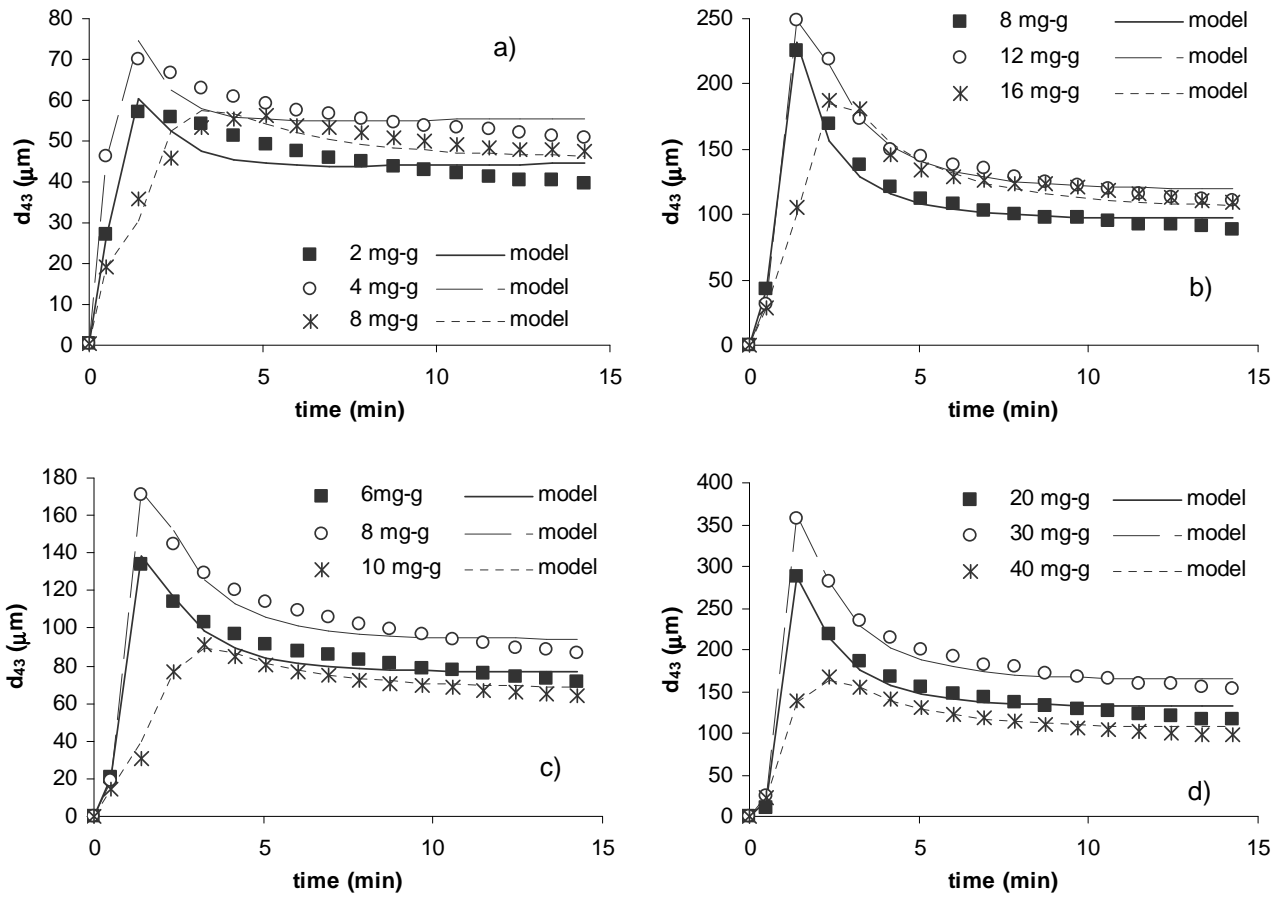 80
70
60
50
40
30
20
10
0
d43 (µm)
a)
2 mg-g model
4 mg-g model
8 mg-g model
0 5 10 15
time (min)
250
200
150
100
50
0
d43 (µm)
8 mg-g model
12 mg-g model
16 mg-g model
b)
0 5 10 15
time (min)
180
160
140
120
100
80
60
40
20
0
d43 (µm)
6mg-g model
8 mg-g model
10 mg-g model
c)
0 5 10 15
time (min)
400
350
300
250
200
150
100
50
0
d43 (µm)
20 mg-g model
30 mg-g model
40 mg-g model
d)
0 5 10 15
time (min)